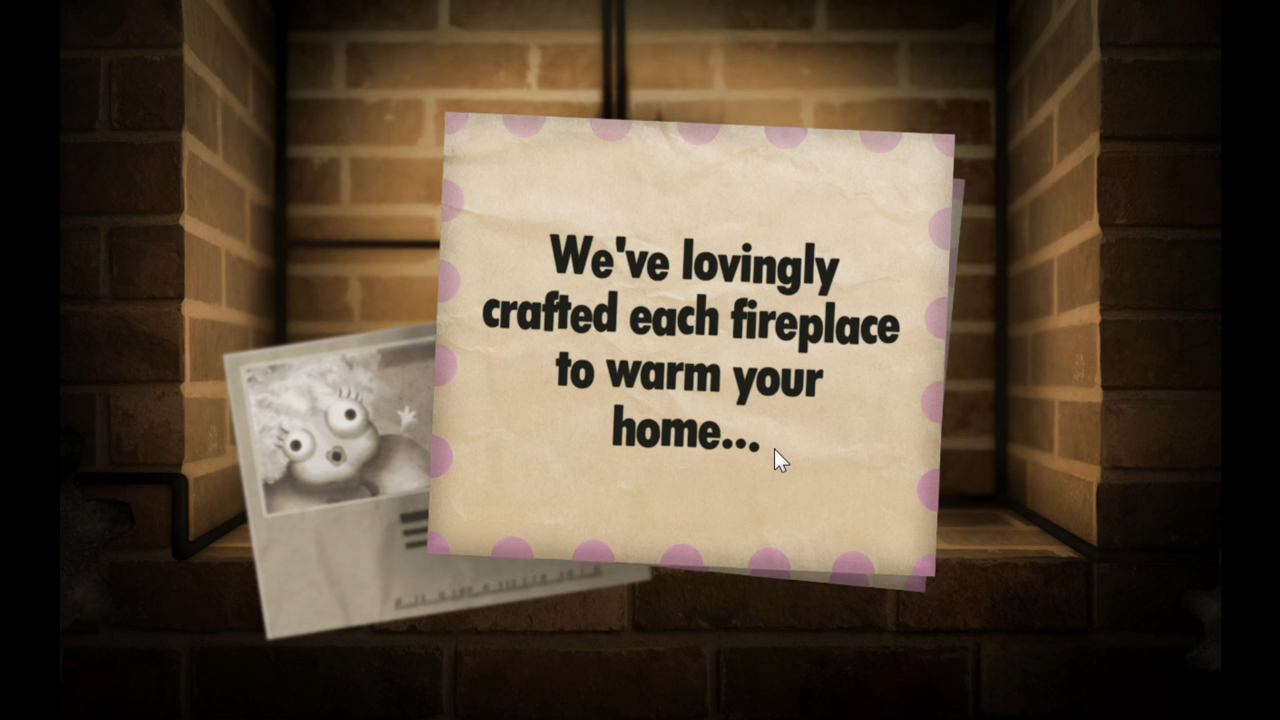 We've lovingly
crafted each fireplace
to warm your
home...